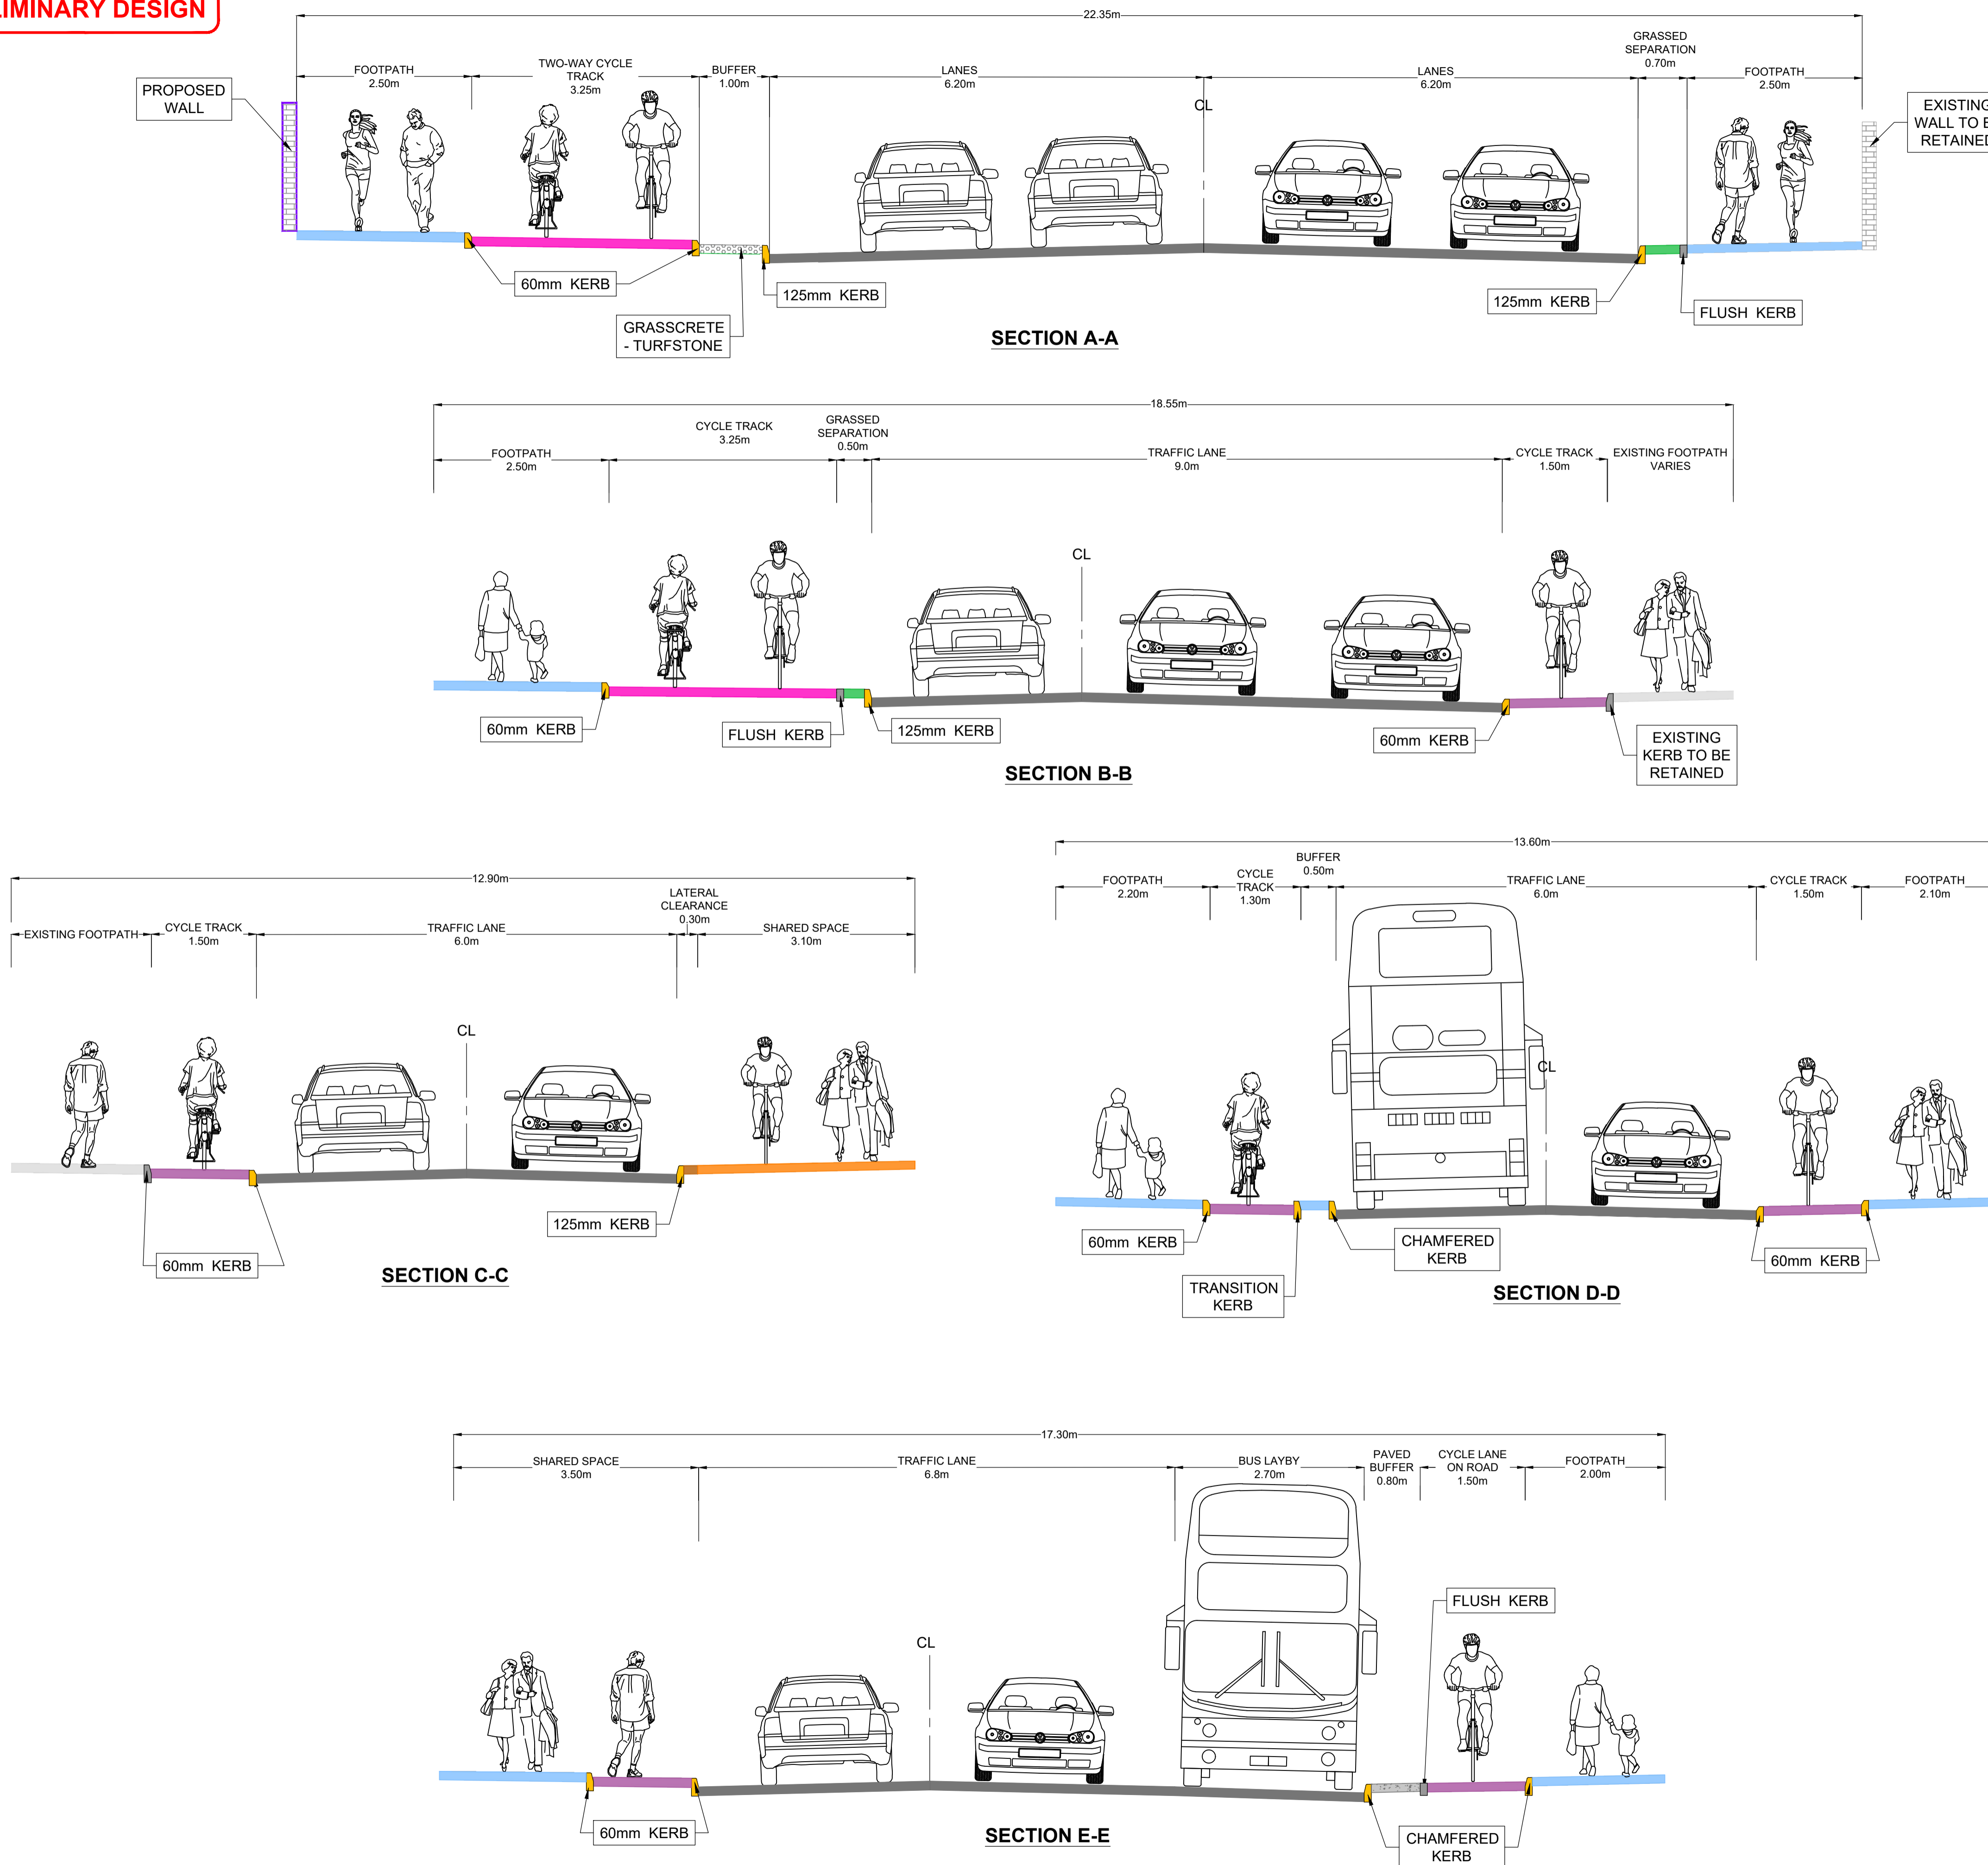 LIMINARY DESIGN
22.35m
FOOTPATH
2.50m
TWO-WAY CYCLE
TRACK
3.25m
BUFFER
1.00m
LANES
6.20m
LANES
6.20m
GRASSED
SEPARATION
0.70m
FOOTPATH
2.50m
PROPOSED
WALL
CL
EXISTING
WALL TO BE
RETAINED
60mm KERB
125mm KERB
GRASSCRETE
- TURFSTONE
125mm KERB
FLUSH KERB
SECTION A-A
18.55m
FOOTPATH
2.50m
CYCLE TRACK
3.25m
GRASSED
SEPARATION
0.50m
TRAFFIC LANE
9.0m
CYCLE TRACK
1.50m
EXISTING FOOTPATH
VARIES
CL
60mm KERB
FLUSH KERB
125mm KERB
60mm KERB
EXISTING
KERB TO BE
RETAINED
SECTION B-B
12.90m
EXISTING FOOTPATH
CYCLE TRACK
1.50m
TRAFFIC LANE
6.0m
LATERAL
CLEARANCE
0.30m
SHARED SPACE
3.10m
CL
60mm KERB
125mm KERB
SECTION C-C
13.60m
FOOTPATH
2.20m
CYCLE
TRACK
1.30m
BUFFER
0.50m
TRAFFIC LANE
6.0m
CYCLE TRACK
1.50m
FOOTPATH
2.10m
CL
60mm KERB
TRANSITION
KERB
CHAMFERED
KERB
60mm KERB
SECTION D-D
17.30m
SHARED SPACE
3.50m
TRAFFIC LANE
6.8m
BUS LAYBY
2.70m
PAVED
BUFFER
0.80m
CYCLE LANE
ON ROAD
1.50m
FOOTPATH
2.00m
CL
FLUSH KERB
60mm KERB
CHAMFERED
KERB
SECTION E-E